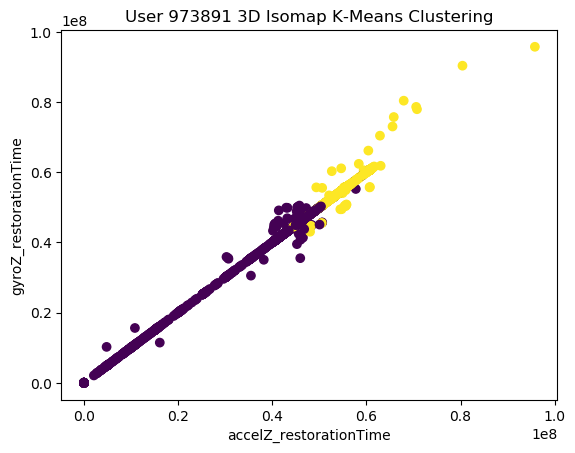 User 973891 3D Isomap K-Means Clustering
1e8
1.0
0.8
0.6
0.4
0.2
0.0
gyroZ_restorationTime
0.0 0.2 0.4 0.6 0.8 1.0
1e8
accelZ_restorationTime